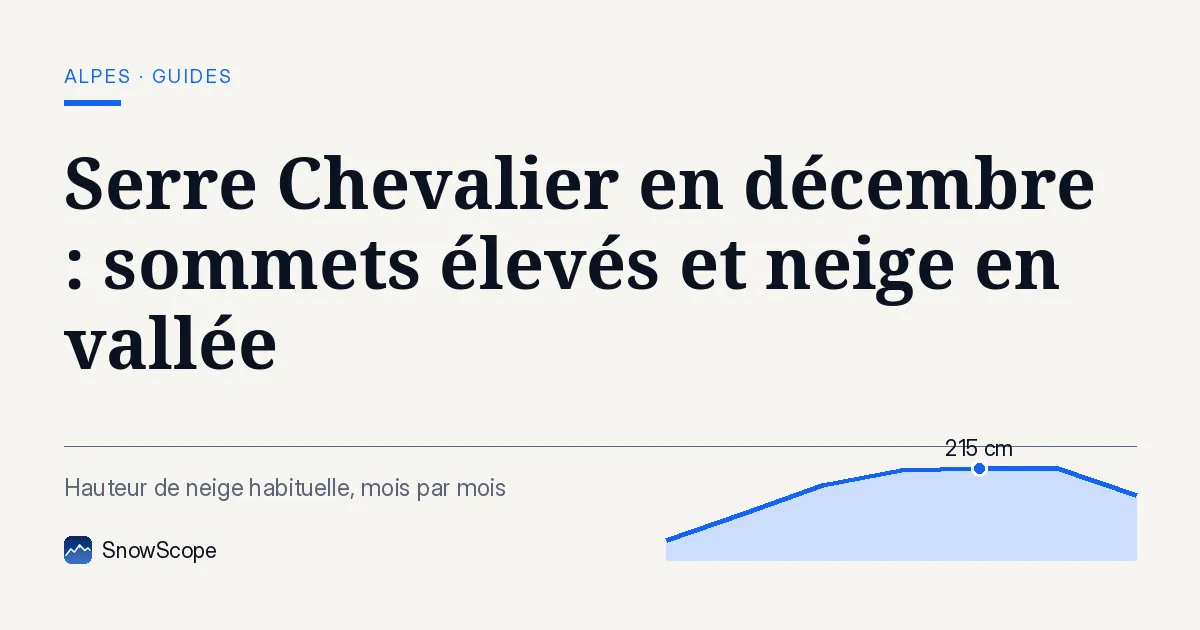 ALPES · GUIDES
Serre Chevalier en décembre
: sommets élevés et neige en
vallée
215 cm
Hauteur de neige habituelle, mois par mois
SnowScope